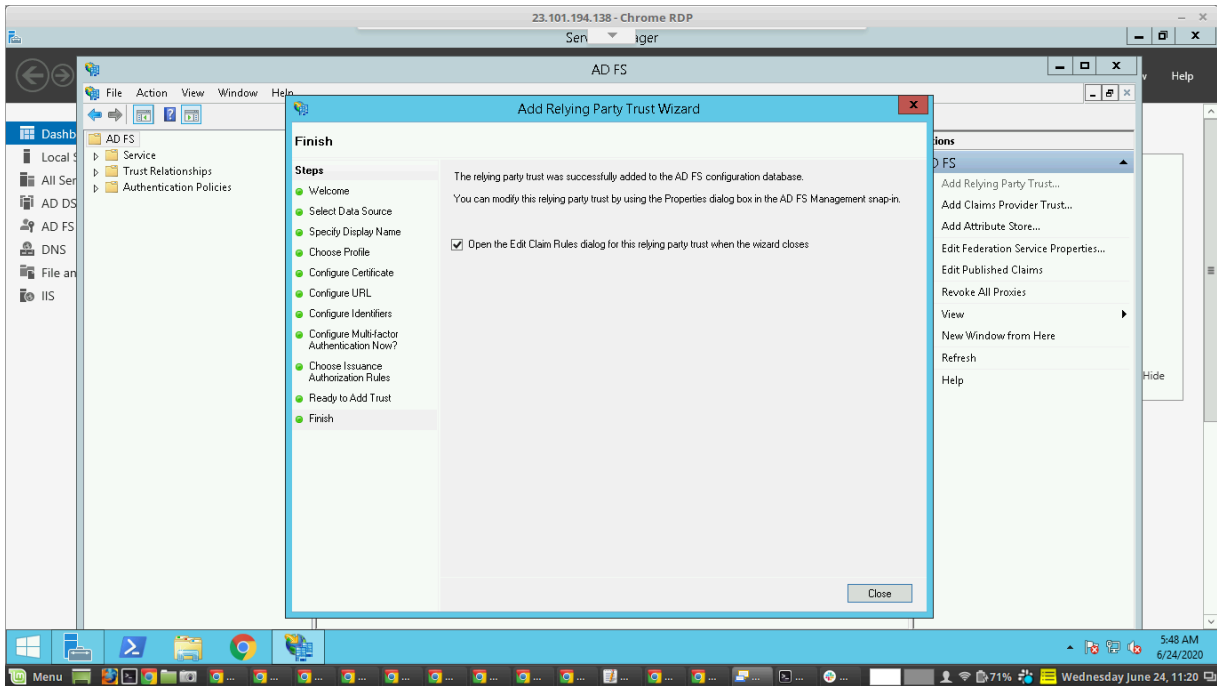 23.101.194.138 - Chrome RDP
Serv
ager
AD FS
Help
File Action View Window Help
Add Relying Party Trust Wizard
Dashb
Local S
All Ser
AD DS
AD FS
DNS
File an
IIS
AD FS
Service
Trust Relationships
Authentication Policies
Finish
Steps
Welcome
Select Data Source
Specify Display Name
Choose Profile
Configure Certificate
Configure URL
Configure Identifiers
Configure Multi-factor
Authentication Now?
Choose Issuance
Authorization Rules
Ready to Add Trust
Finish
The relying party trust was successfully added to the AD FS configuration database.
You can modify this relying party trust by using the Properties dialog box in the AD FS Management snap-in.
Open the Edit Claim Rules dialog for this relying party trust when the wizard closes
Close
ions
FS
Add Relying Party Trust...
Add Claims Provider Trust...
Add Attribute Store...
Edit Federation Service Properties...
Edit Published Claims
Revoke All Proxies
View
New Window from Here
Refresh
Help
Hide
5:48 AM
6/24/2020
Menu
71%
Wednesday June 24, 11:20